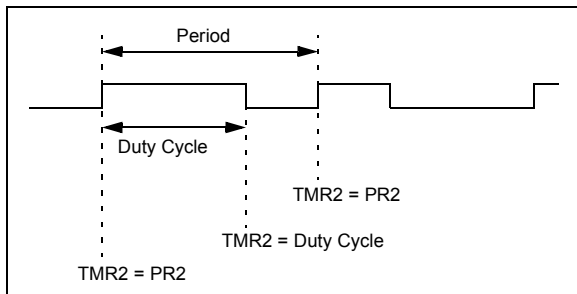 Period
Duty Cycle
TMR2 = PR2
TMR2 = Duty Cycle
TMR2 = PR2